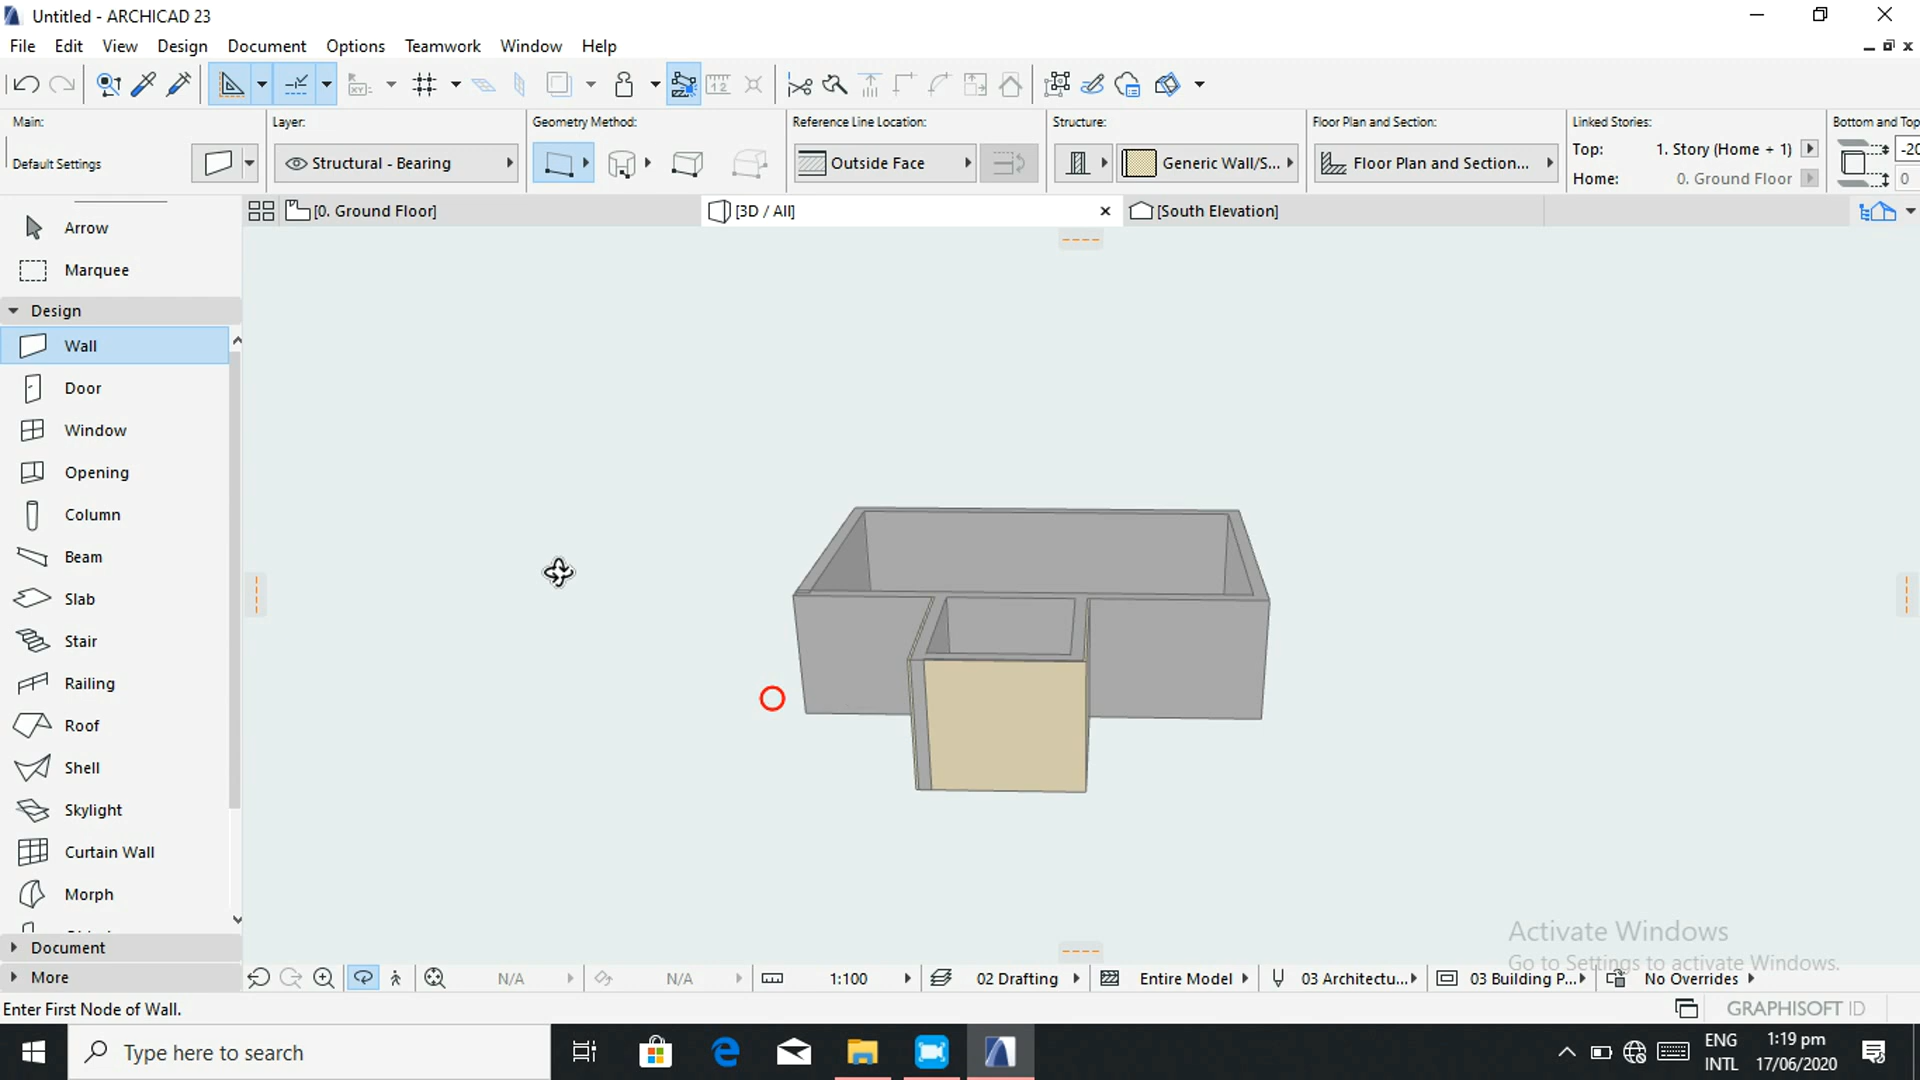 Untitled - ARCHICAD 23
File Edit View Design Document Options Teamwork Window Help
Main: Layer: Geometry Method: Reference Line Location: Structure: Floor Plan and Section: Linked Stories: Bottom and Top
Default Settings Structural - Bearing Outside Face Generic Wall/S... Floor Plan and Section... Top: 1. Story (Home + 1) -20
Home: 0. Ground Floor 0
[0. Ground Floor] [3D / All] [South Elevation]
Arrow
Marquee
Design
Wall
Door
Window
Opening
Column
Beam
Slab
Stair
Railing
Roof
Shell
Skylight
Curtain Wall
Morph
Document
More
Activate Windows
Go to Settings to activate Windows.
N/A N/A 1:100 02 Drafting Entire Model 03 Architectu... 03 Building P... No Overrides
Enter First Node of Wall. GRAPHISOFT ID
Type here to search
ENG 1:19 pm
INTL 17/06/2020